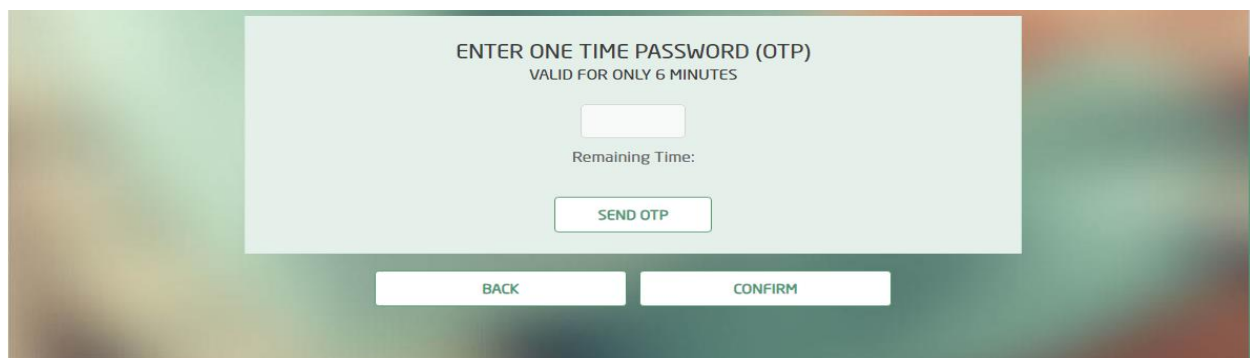 ENTER ONE TIME PASSWORD (OTP)
VALID FOR ONLY 6 MINUTES
Remaining Time:
SEND OTP
BACK
CONFIRM